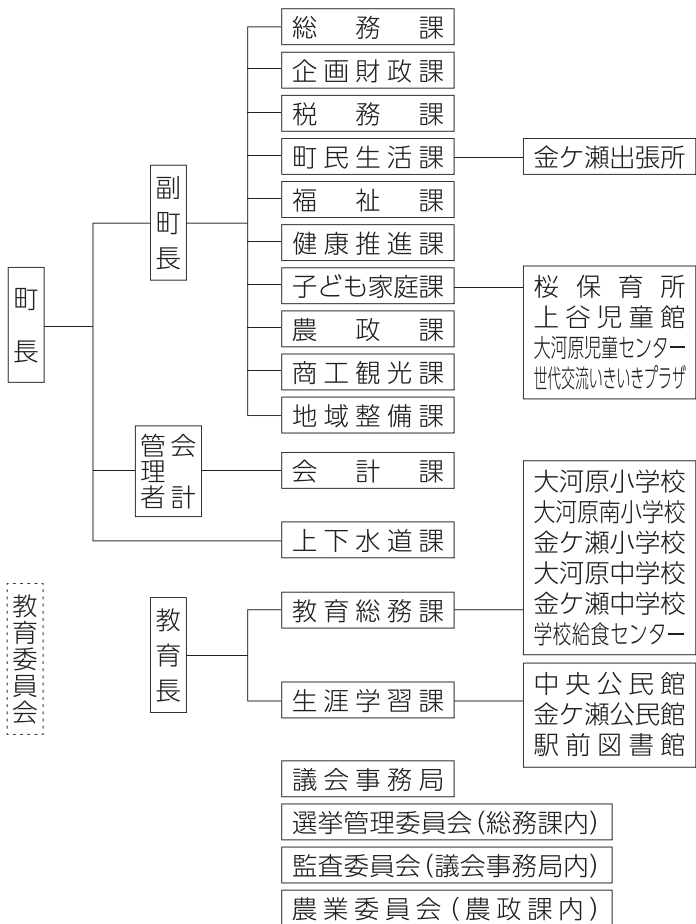 町長
副町長
総務課
企画財政課
税務課
町民生活課
金ケ瀬出張所
福祉課
健康推進課
子ども家庭課
桜保育所
上谷児童館
大河原児童センター
世代交流いきいきプラザ
農政課
商工観光課
地域整備課
会計
管理者
会計課
上下水道課
教育委員会
教育長
教育総務課
大河原小学校
大河原南小学校
金ケ瀬小学校
大河原中学校
金ケ瀬中学校
学校給食センター
生涯学習課
中央公民館
金ケ瀬公民館
駅前図書館
議会事務局
選挙管理委員会(総務課内)
監査委員会(議会事務局内)
農業委員会(農政課内)